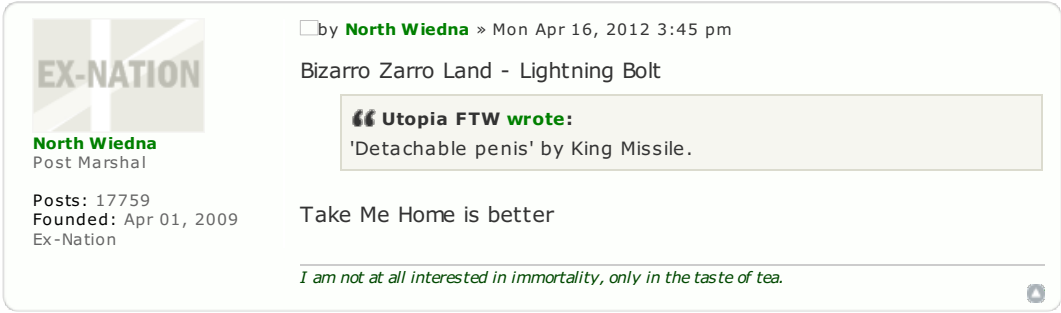 EX-NATION
North Wiedna
Post Marshal
Posts: 17759
Founded: Apr 01, 2009
Ex-Nation
by North Wiedna » Mon Apr 16, 2012 3:45 pm
Bizarro Zarro Land - Lightning Bolt
Utopia FTW wrote:
'Detachable penis' by King Missile.
Take Me Home is better
I am not at all interested in immortality, only in the taste of tea.